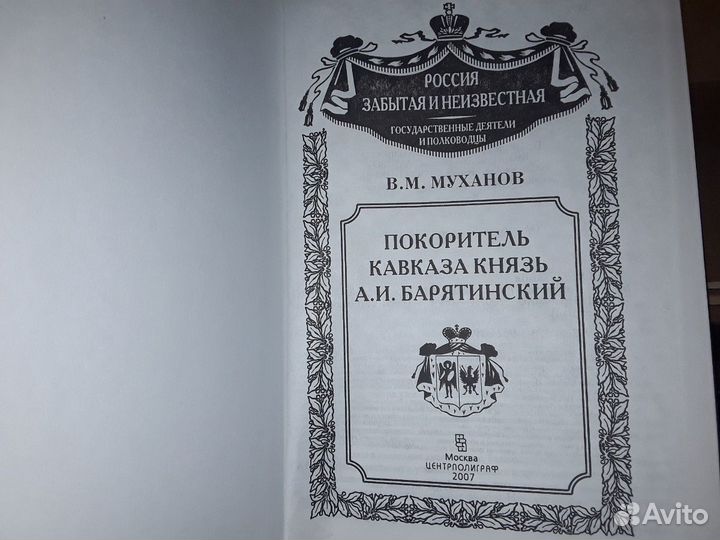 РОССИЯ
ЗАБЫТАЯ И НЕИЗВЕСТНАЯ
ГОСУДАРСТВЕННЫЕ ДЕЯТЕЛИ
И ПОЛКОВОДЦЫ
В.М. МУХАНОВ
ПОКОРИТЕЛЬ
КАВКАЗА КНЯЗЬ
А.И. БАРЯТИНСКИЙ
Москва
ЦЕНТРПОЛИГРАФ
2007
Avito